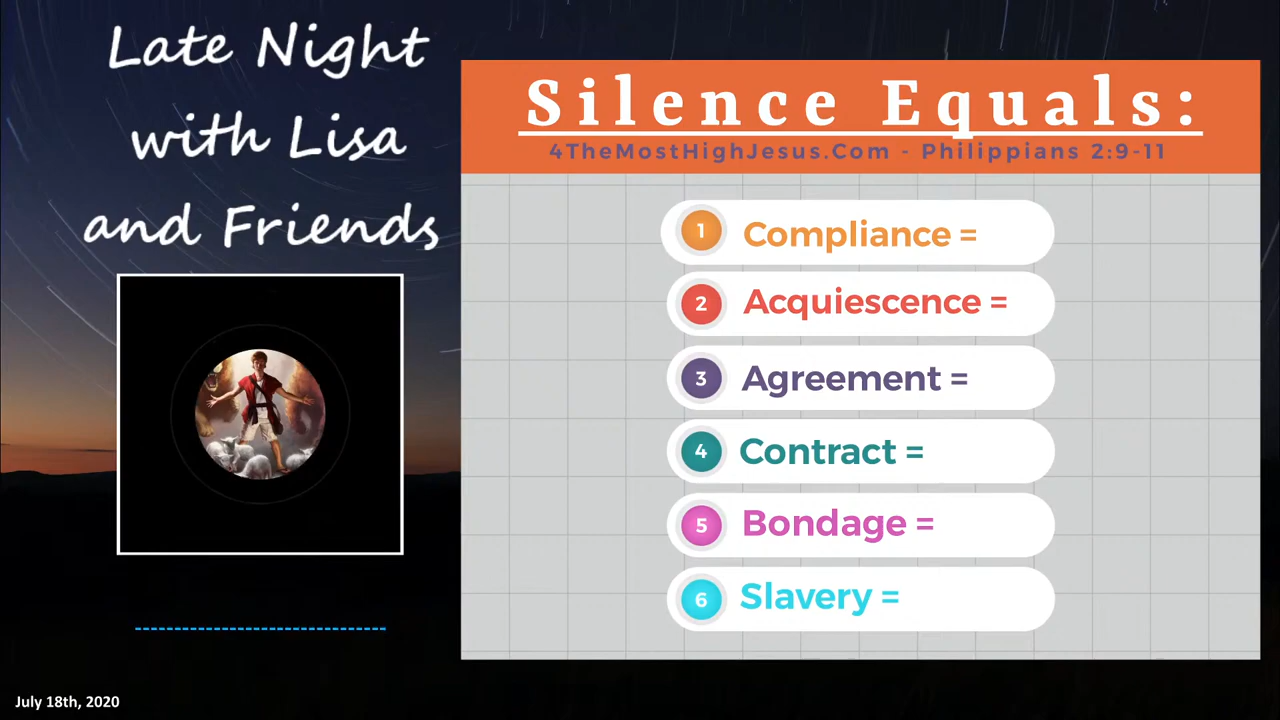 Late Night
with Lisa
and Friends
Silence Equals:
4TheMostHighJesus.Com - Philippians 2:9-11
1 Compliance =
2 Acquiescence =
3 Agreement =
4 Contract =
5 Bondage =
6 Slavery =
------------------------------
July 18th, 2020